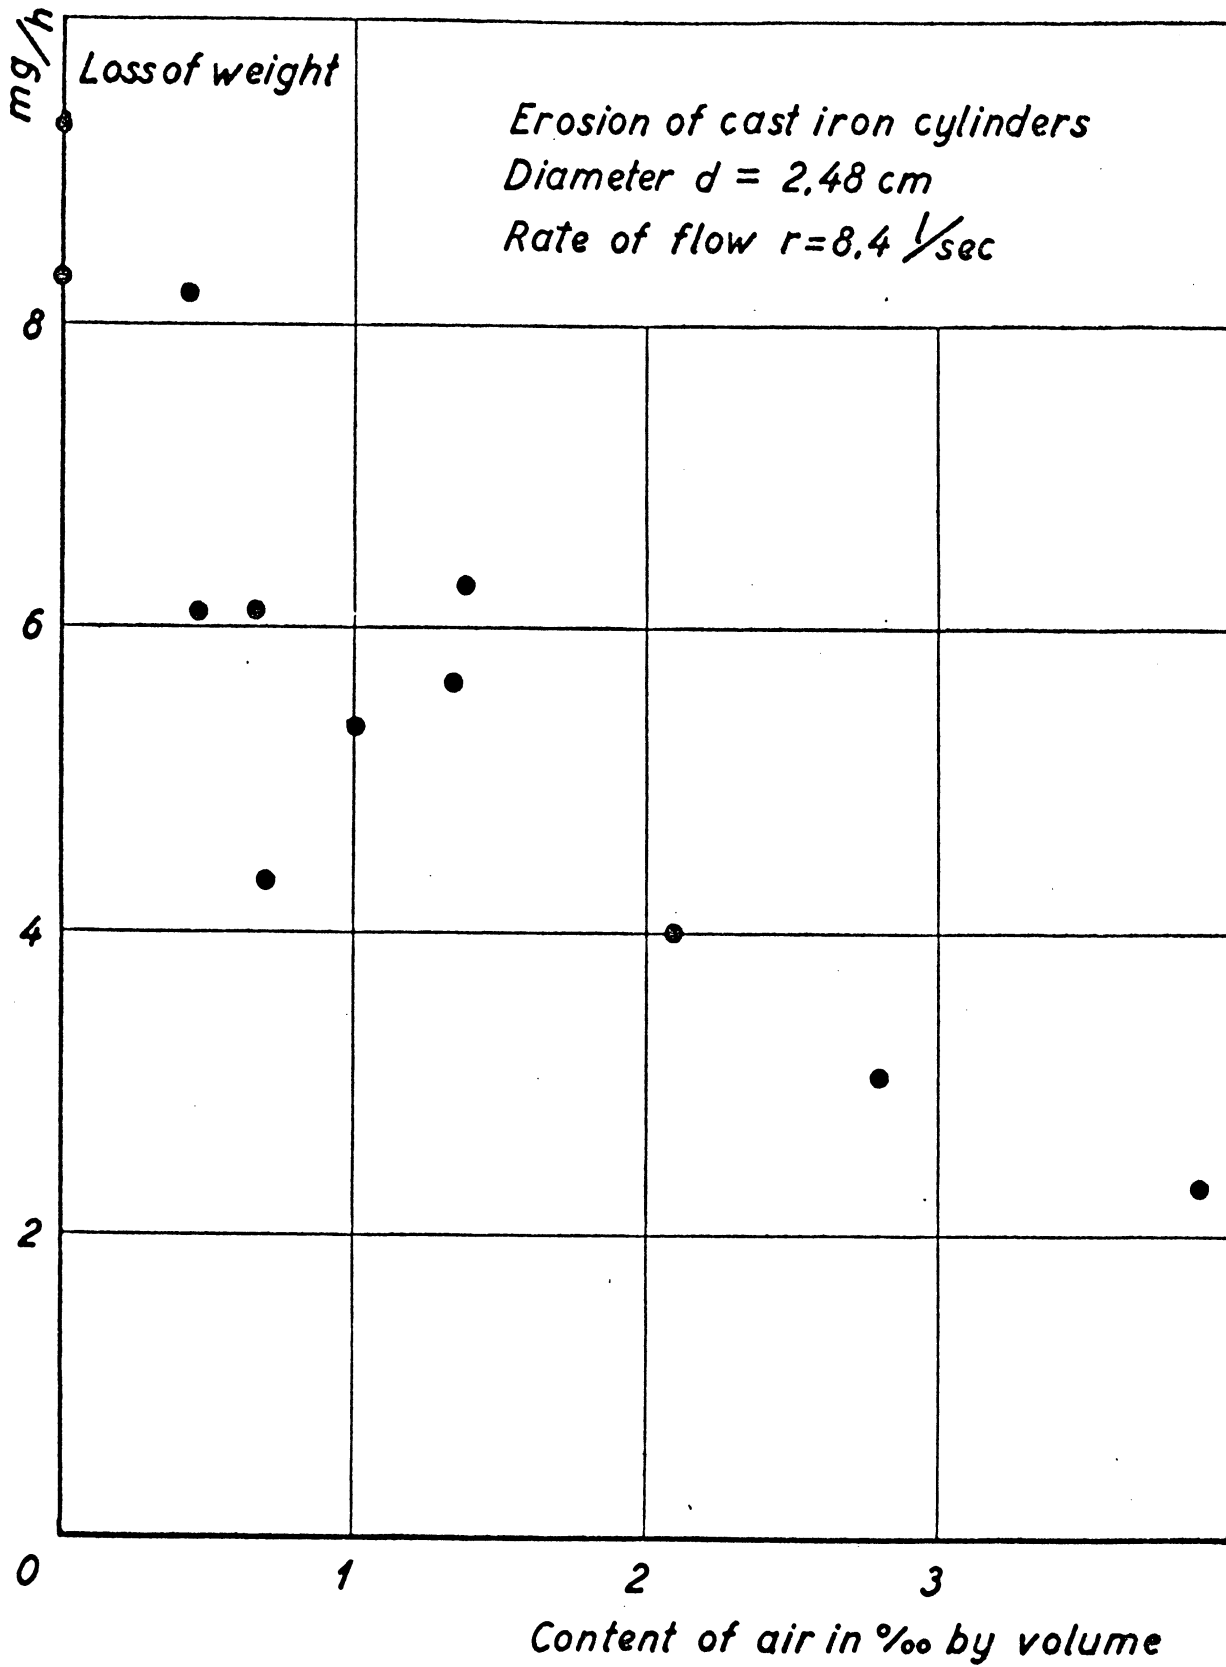 mg/h
Loss of weight
Erosion of cast iron cylinders
Diameter d = 2.48 cm
Rate of flow r=8.4 l/sec
8
6
4
2
0 1 2 3
Content of air in ‰ by volume